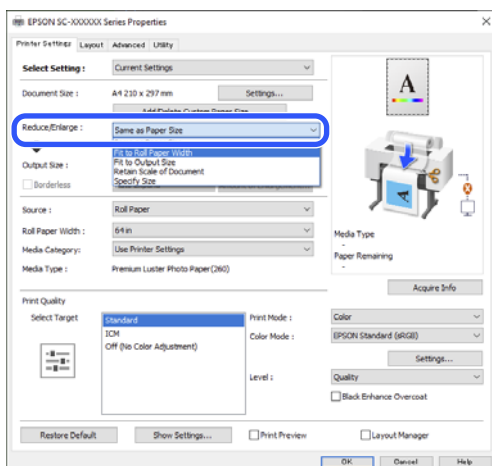 EPSON SC-XXXXXX Series Properties
Printer Settings Layout Advanced Utility
Select Setting : Current Settings
Document Size : A4 210 x 297 mm Settings...
Add/Delete Custom Paper Size
Reduce/Enlarge : Same as Paper Size
Fit to Roll Paper Width
Fit to Output Size
Retain Scale of Document
Specify Size
Output Size :
Borderless
Source : Roll Paper
Roll Paper Width : 64 in
Media Category: Use Printer Settings
Media Type : Premium Luster Photo Paper(260)
A
A
Media Type
-
Paper Remaining
-
Acquire Info
Print Quality
Select Target
Standard
ICM
Off (No Color Adjustment)
Print Mode : Color
Color Mode : EPSON Standard (sRGB)
Settings...
Level : Quality
Black Enhance Overcoat
Restore Default Show Settings... Print Preview Layout Manager
OK Cancel Help